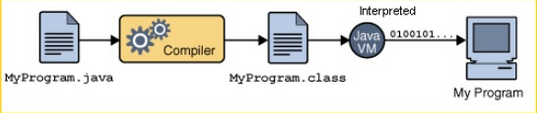 Interpreted
Compiler
Java
VM
0100101...
MyProgram.java
MyProgram.class
My Program